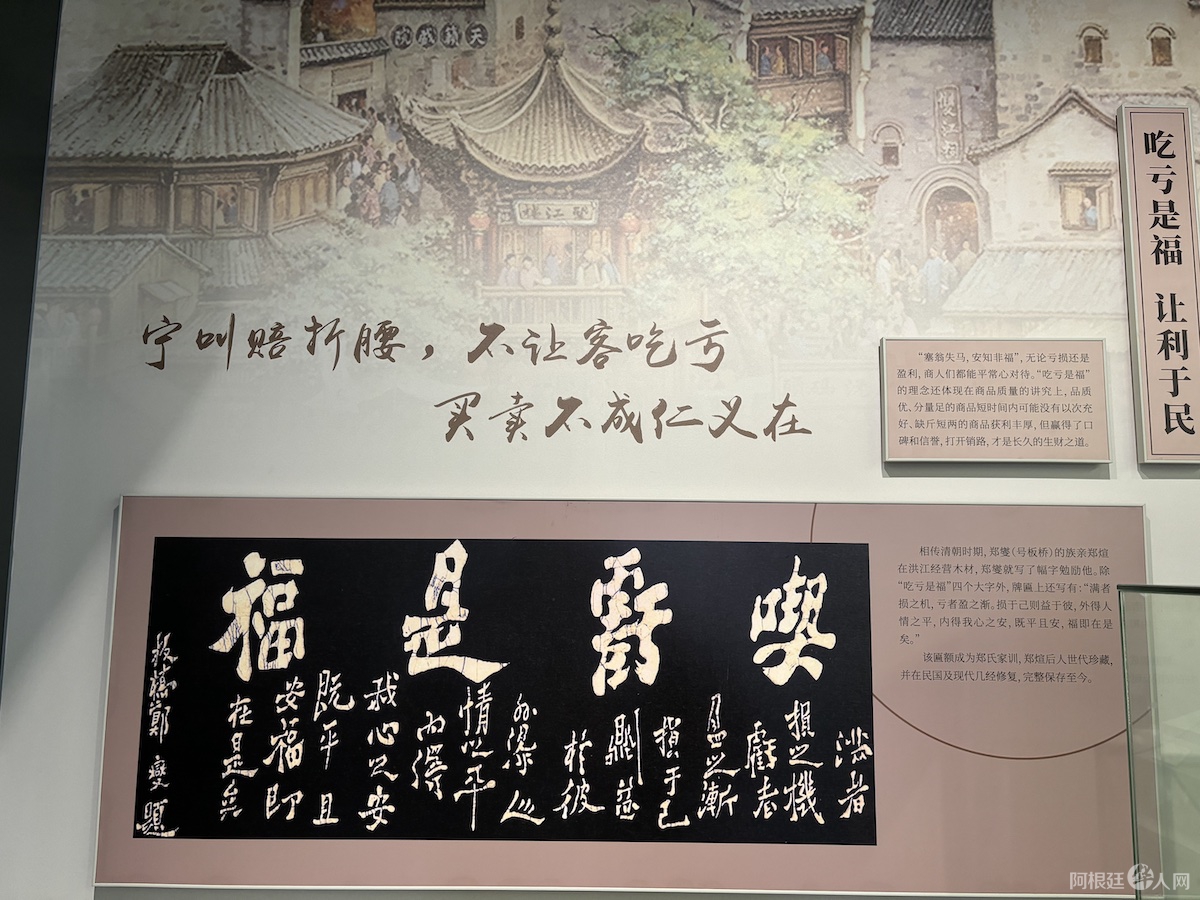 天籟戲院
宁叫赔折腰，不让客吃亏
买卖不成仁义在
吃亏是福 让利于民
“塞翁失马，安知非福”，无论亏损还是
盈利，商人们都能平常心对待。“吃亏是福”
的理念还体现在商品质量的讲究上，品质
优、分量足的商品短时间内可能没有以次充
好、缺斤短两的商品获利丰厚，但赢得了口
碑和信誉，打开销路，才是长久的生财之道。
喫虧是福
滿者
損之機
虧者
盈之漸
損于己
則益
於彼
外得人
情之平
内得
我心之安
既平且
安福即
在是矣
板橋鄭燮題
相传清朝时期，郑燮（号板桥）的族亲郑煊
在洪江经营木材，郑燮就写了幅字勉励他。除
“吃亏是福”四个大字外，牌匾上还写有：“满者
损之机，亏者盈之渐。损于己则益于彼，外得人
情之平，内得我心之安，既平且安，福即在是
矣。”
该匾额成为郑氏家训，郑煊后人世代珍藏，
并在民国及现代几经修复，完整保存至今。
阿根廷华人网